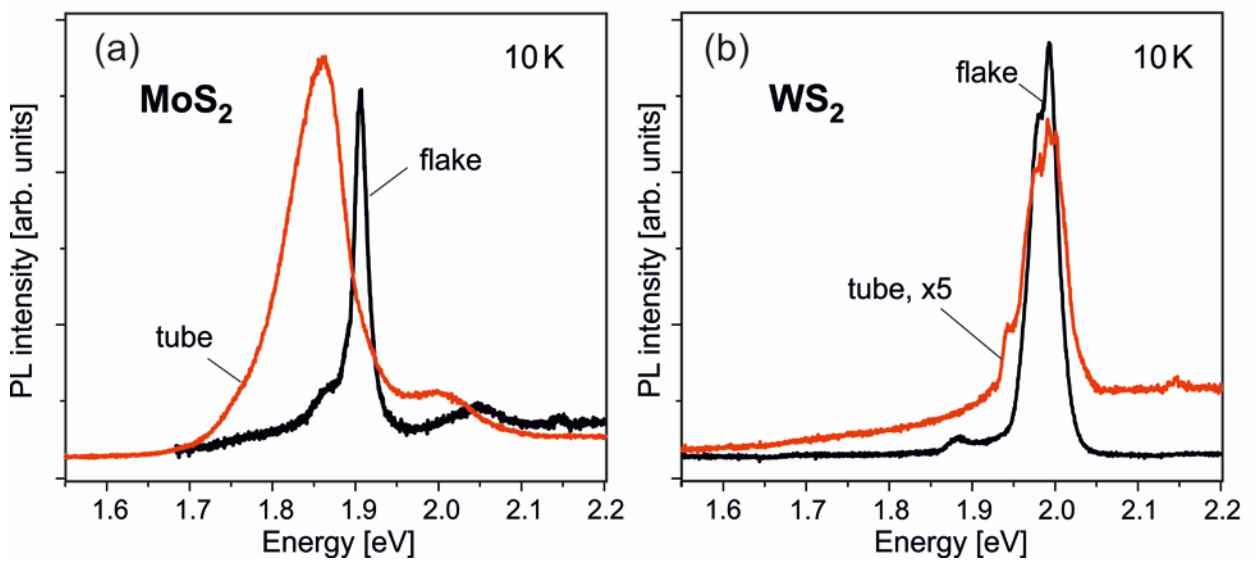 (a)
10 K
MoS₂
flake
tube
PL intensity [arb. units]
1.6 1.7 1.8 1.9 2.0 2.1 2.2
Energy [eV]
(b)
10 K
flake
WS₂
tube, x5
PL intensity [arb. units]
1.6 1.7 1.8 1.9 2.0 2.1 2.2
Energy [eV]